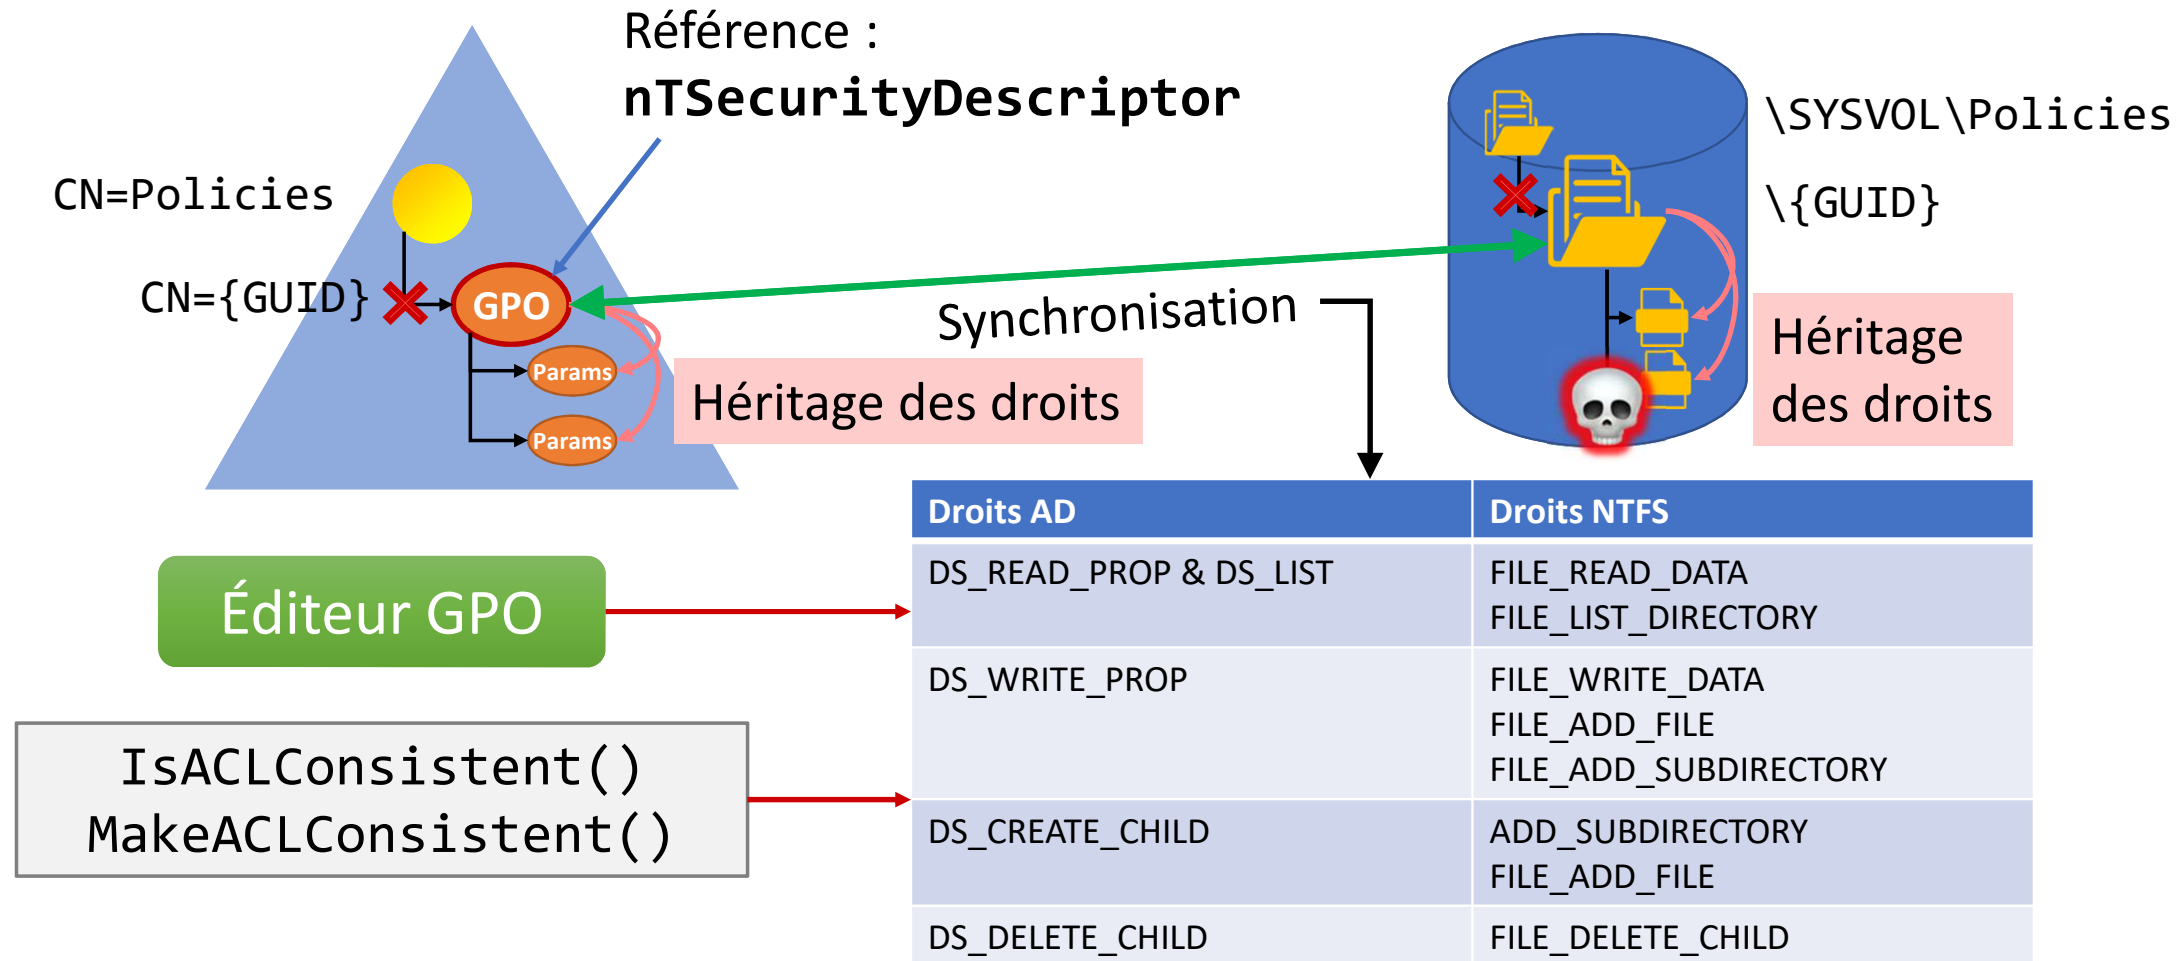 Référence :
nTSecurityDescriptor
\SYSVOL\Policies
CN=Policies
\{GUID}
CN={GUID}
GPO
Synchronisation
Params
Params
Héritage des droits
Héritage
des droits
Droits AD
Droits NTFS
DS_READ_PROP & DS_LIST
FILE_READ_DATA
FILE_LIST_DIRECTORY
Éditeur GPO
DS_WRITE_PROP
FILE_WRITE_DATA
FILE_ADD_FILE
FILE_ADD_SUBDIRECTORY
IsACLConsistent()
MakeACLConsistent()
DS_CREATE_CHILD
ADD_SUBDIRECTORY
FILE_ADD_FILE
DS_DELETE_CHILD
FILE_DELETE_CHILD